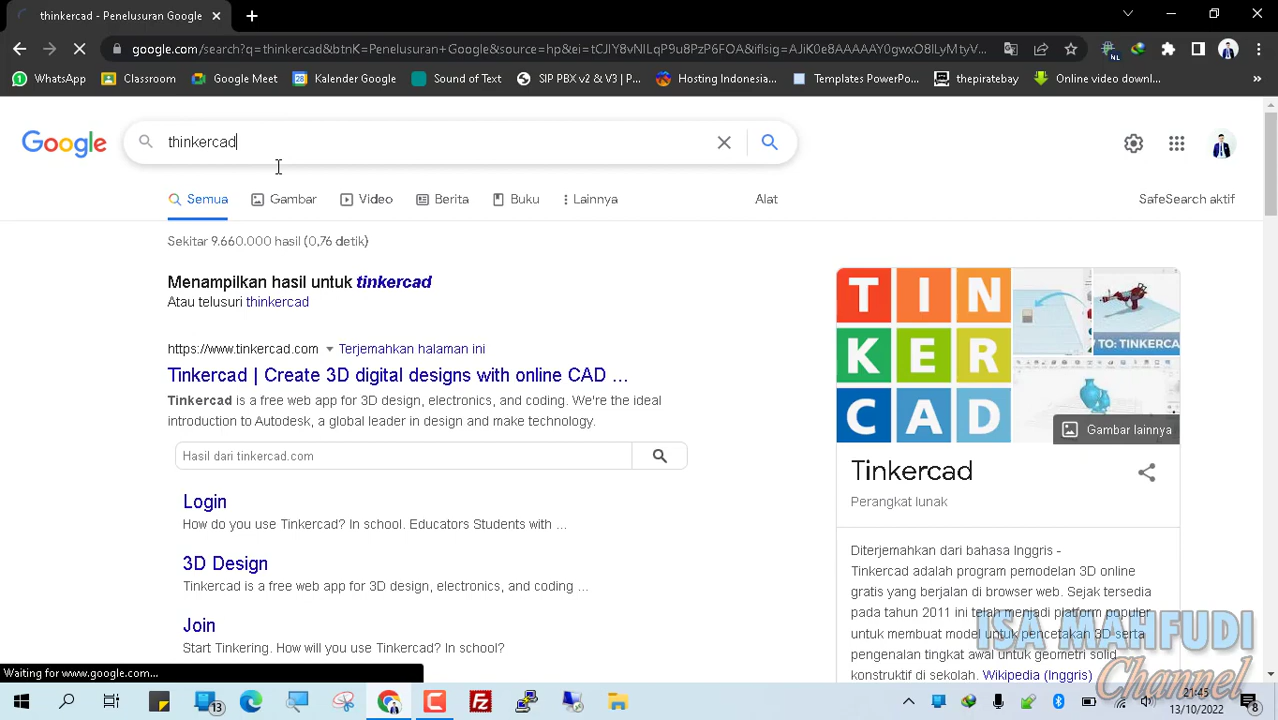 thinkercad - Penelusuran Google
google.com/search?q=thinkercad&btnK=Penelusuran+Google&source=hp&ei=tCJIY8vNILqP9u8PzP6FOA&iflsig=AJiK0e8AAAAAY0gwxO8ILyMtyV...
WhatsApp
Classroom
Google Meet
28 Kalender Google
Sound of Text
SIP PBX v2 & V3 | P...
Hosting Indonesia...
Templates PowerPo...
thepiratebay
Online video downl...
NL
Google
thinkercad
Semua
Gambar
Video
Berita
Buku
Lainnya
Alat
SafeSearch aktif
Sekitar 9.660.000 hasil (0,76 detik)
Menampilkan hasil untuk tinkercad
Atau telusuri thinkercad
https://www.tinkercad.com
Terjemahkan halaman ini
Tinkercad | Create 3D digital designs with online CAD ...
Tinkercad is a free web app for 3D design, electronics, and coding. We're the ideal
introduction to Autodesk, a global leader in design and make technology.
Hasil dari tinkercad.com
Login
How do you use Tinkercad? In school. Educators Students with ...
3D Design
Tinkercad is a free web app for 3D design, electronics, and coding ...
Join
Start Tinkering. How will you use Tinkercad? In school?
TIN
KER
CAD
TO: TINKERCA
Gambar lainnya
Tinkercad
Perangkat lunak
Diterjemahkan dari bahasa Inggris -
Tinkercad adalah program pemodelan 3D online
gratis yang berjalan di browser web. Sejak tersedia
pada tahun 2011 ini telah menjadi platform populer
untuk membuat model untuk pencetakan 3D serta
pengenalan tingkat awal untuk geometri solid
konstruktif di sekolah. Wikipedia (Inggris)
ISA MAHFUDI
Channel
Waiting for www.google.com...
13
21:45
13/10/2022
8